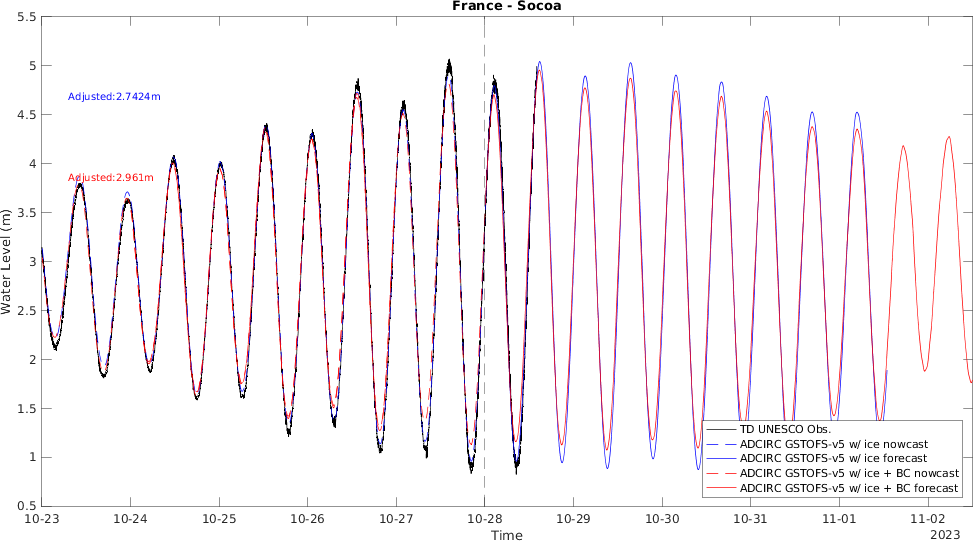 France - Socoa
5.5
5
4.5
4
3.5
3
2.5
2
1.5
1
0.5
Water Level (m)
Adjusted:2.7424m
Adjusted:2.961m
TD UNESCO Obs.
ADCIRC GSTOFS-v5 w/ ice nowcast
ADCIRC GSTOFS-v5 w/ ice forecast
ADCIRC GSTOFS-v5 w/ ice + BC nowcast
ADCIRC GSTOFS-v5 w/ ice + BC forecast
10-23 10-24 10-25 10-26 10-27 10-28 10-29 10-30 10-31 11-01 11-02
Time
2023